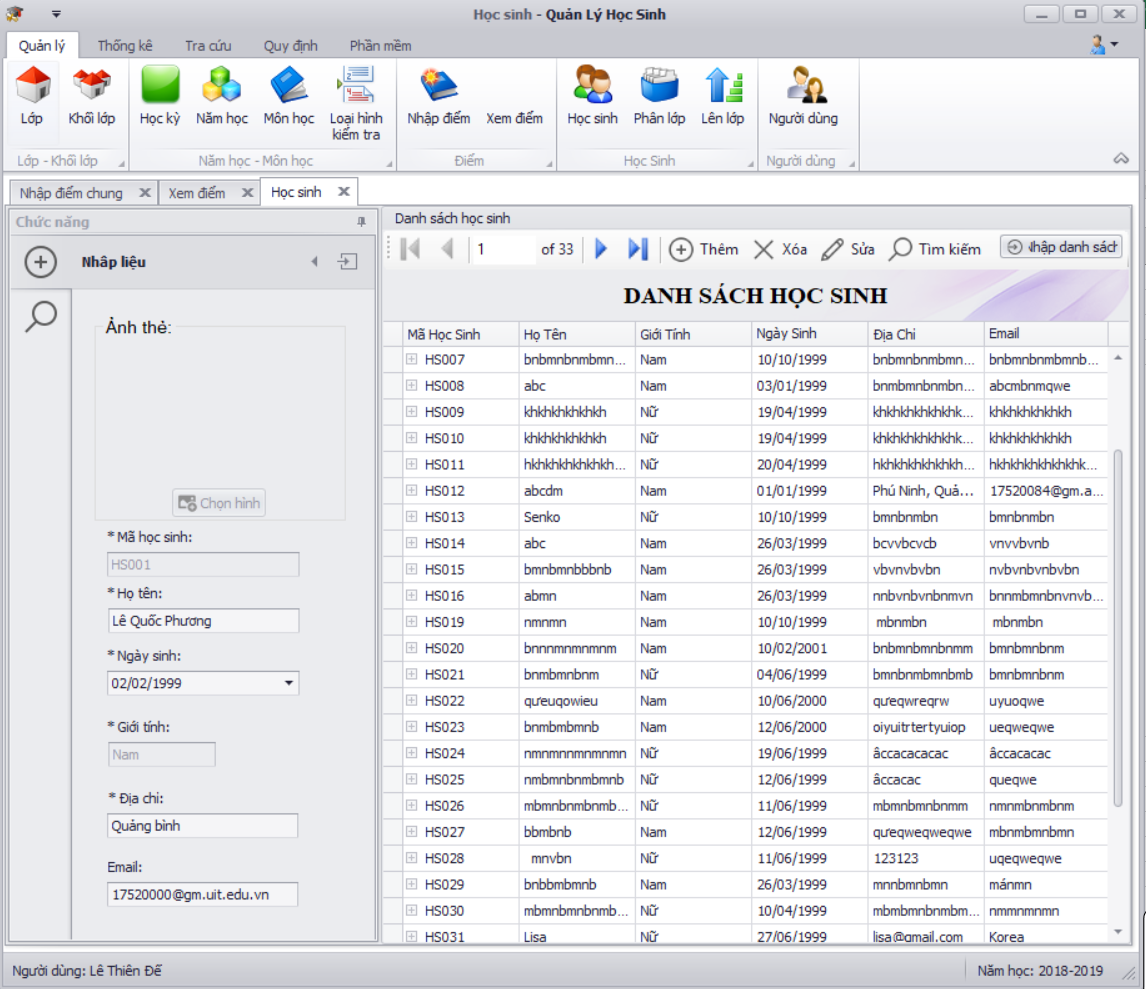 Học sinh - Quản Lý Học Sinh
Quản lý Thống kê Tra cứu Quy định Phần mềm
Lớp Khối lớp Học kỳ Năm học Môn học Loại hình kiểm tra Nhập điểm Xem điểm Học sinh Phân lớp Lên lớp Người dùng
Lớp - Khối lớp Năm học - Môn học Điểm Học Sinh Người dùng
Nhập điểm chung Xem điểm Học sinh
Chức năng
Nhâp liệu
Ảnh thẻ:
Chọn hình
* Mã học sinh:
HS001
* Họ tên:
Lê Quốc Phương
* Ngày sinh:
02/02/1999
* Giới tính:
Nam
* Địa chỉ:
Quảng bình
Email:
17520000@gm.uit.edu.vn
Danh sách học sinh
1 of 33 Thêm Xóa Sửa Tìm kiếm danh sách
DANH SÁCH HỌC SINH
Mã Học Sinh Họ Tên Giới Tính Ngày Sinh Địa Chỉ Email
HS007 bnbmnbnmbmn... Nam 10/10/1999 bnbmnbnmbmn... bnbmnbnmbmnb...
HS008 abc Nam 03/01/1999 bnmbmnbnmbn... abcmbnmqwe
HS009 khkhkhkhkhkh Nữ 19/04/1999 khkhkhkhkhkhk... khkhkhkhkhkh
HS010 khkhkhkhkhkh Nữ 19/04/1999 khkhkhkhkhkhk... khkhkhkhkhkh
HS011 hkhkhkhkhkhkh... Nữ 20/04/1999 hkhkhkhkhkhkh... hkhkhkhkhkhkhk...
HS012 abcdm Nam 01/01/1999 Phú Ninh, Quả... 17520084@gm.a...
HS013 Senko Nữ 10/10/1999 bmnbnmbn bmnbnmbn
HS014 abc Nam 26/03/1999 bcvvbcvcb vnvvbvnb
HS015 bmnbmnbbbnb Nam 26/03/1999 vbvnvbvbn nvbvnbvnbvbn
HS016 abmn Nam 26/03/1999 nnbvnbvnbnmvn bnnmbmnbnvnvb...
HS019 nmnmn Nam 10/10/1999 mbnmbn mbnmbn
HS020 bnnnmnmnmnm Nam 10/02/2001 bnbmnbmnbnmm bmnbmnbnm
HS021 bnmbmnbnm Nữ 04/06/1999 bmnbnmbmnbmb bmnbmnbnm
HS022 qưeuqowieu Nam 10/06/2000 qưeqwreqrw uyuoqwe
HS023 bnmbmbmnb Nam 12/06/2000 oiyuitrtertyuiop ueqweqwe
HS024 nmnmnnmnmnmn Nữ 19/06/1999 âccacacacac âccacacac
HS025 nmbmnbnmbmnb Nữ 12/06/1999 âccacac queqwe
HS026 mbmnbnmbnmb... Nữ 11/06/1999 mbmnbmnbnmm nmnmbnmbnm
HS027 bbmbnb Nam 12/06/1999 qưeqweqweqwe mbnmbmnbmn
HS028 mnvbn Nữ 11/06/1999 123123 uqeqweqwe
HS029 bnbbmbmnb Nam 26/03/1999 mnnbmnbmn mánmn
HS030 mbmnbmnbnmb... Nữ 10/04/1999 mbmbmnbnmbm... nmmnmnmn
HS031 Lisa Nữ 27/06/1999 lisa@gmail.com Korea
Người dùng: Lê Thiên Đế Năm học: 2018-2019